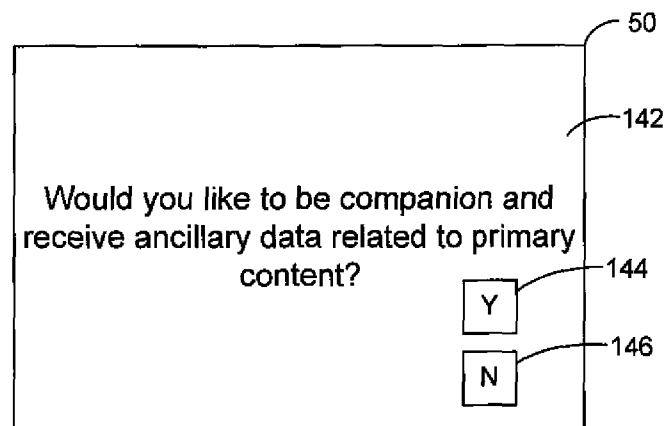 50
142
Would you like to be companion and
receive ancillary data related to primary
content?
144
Y
146
N